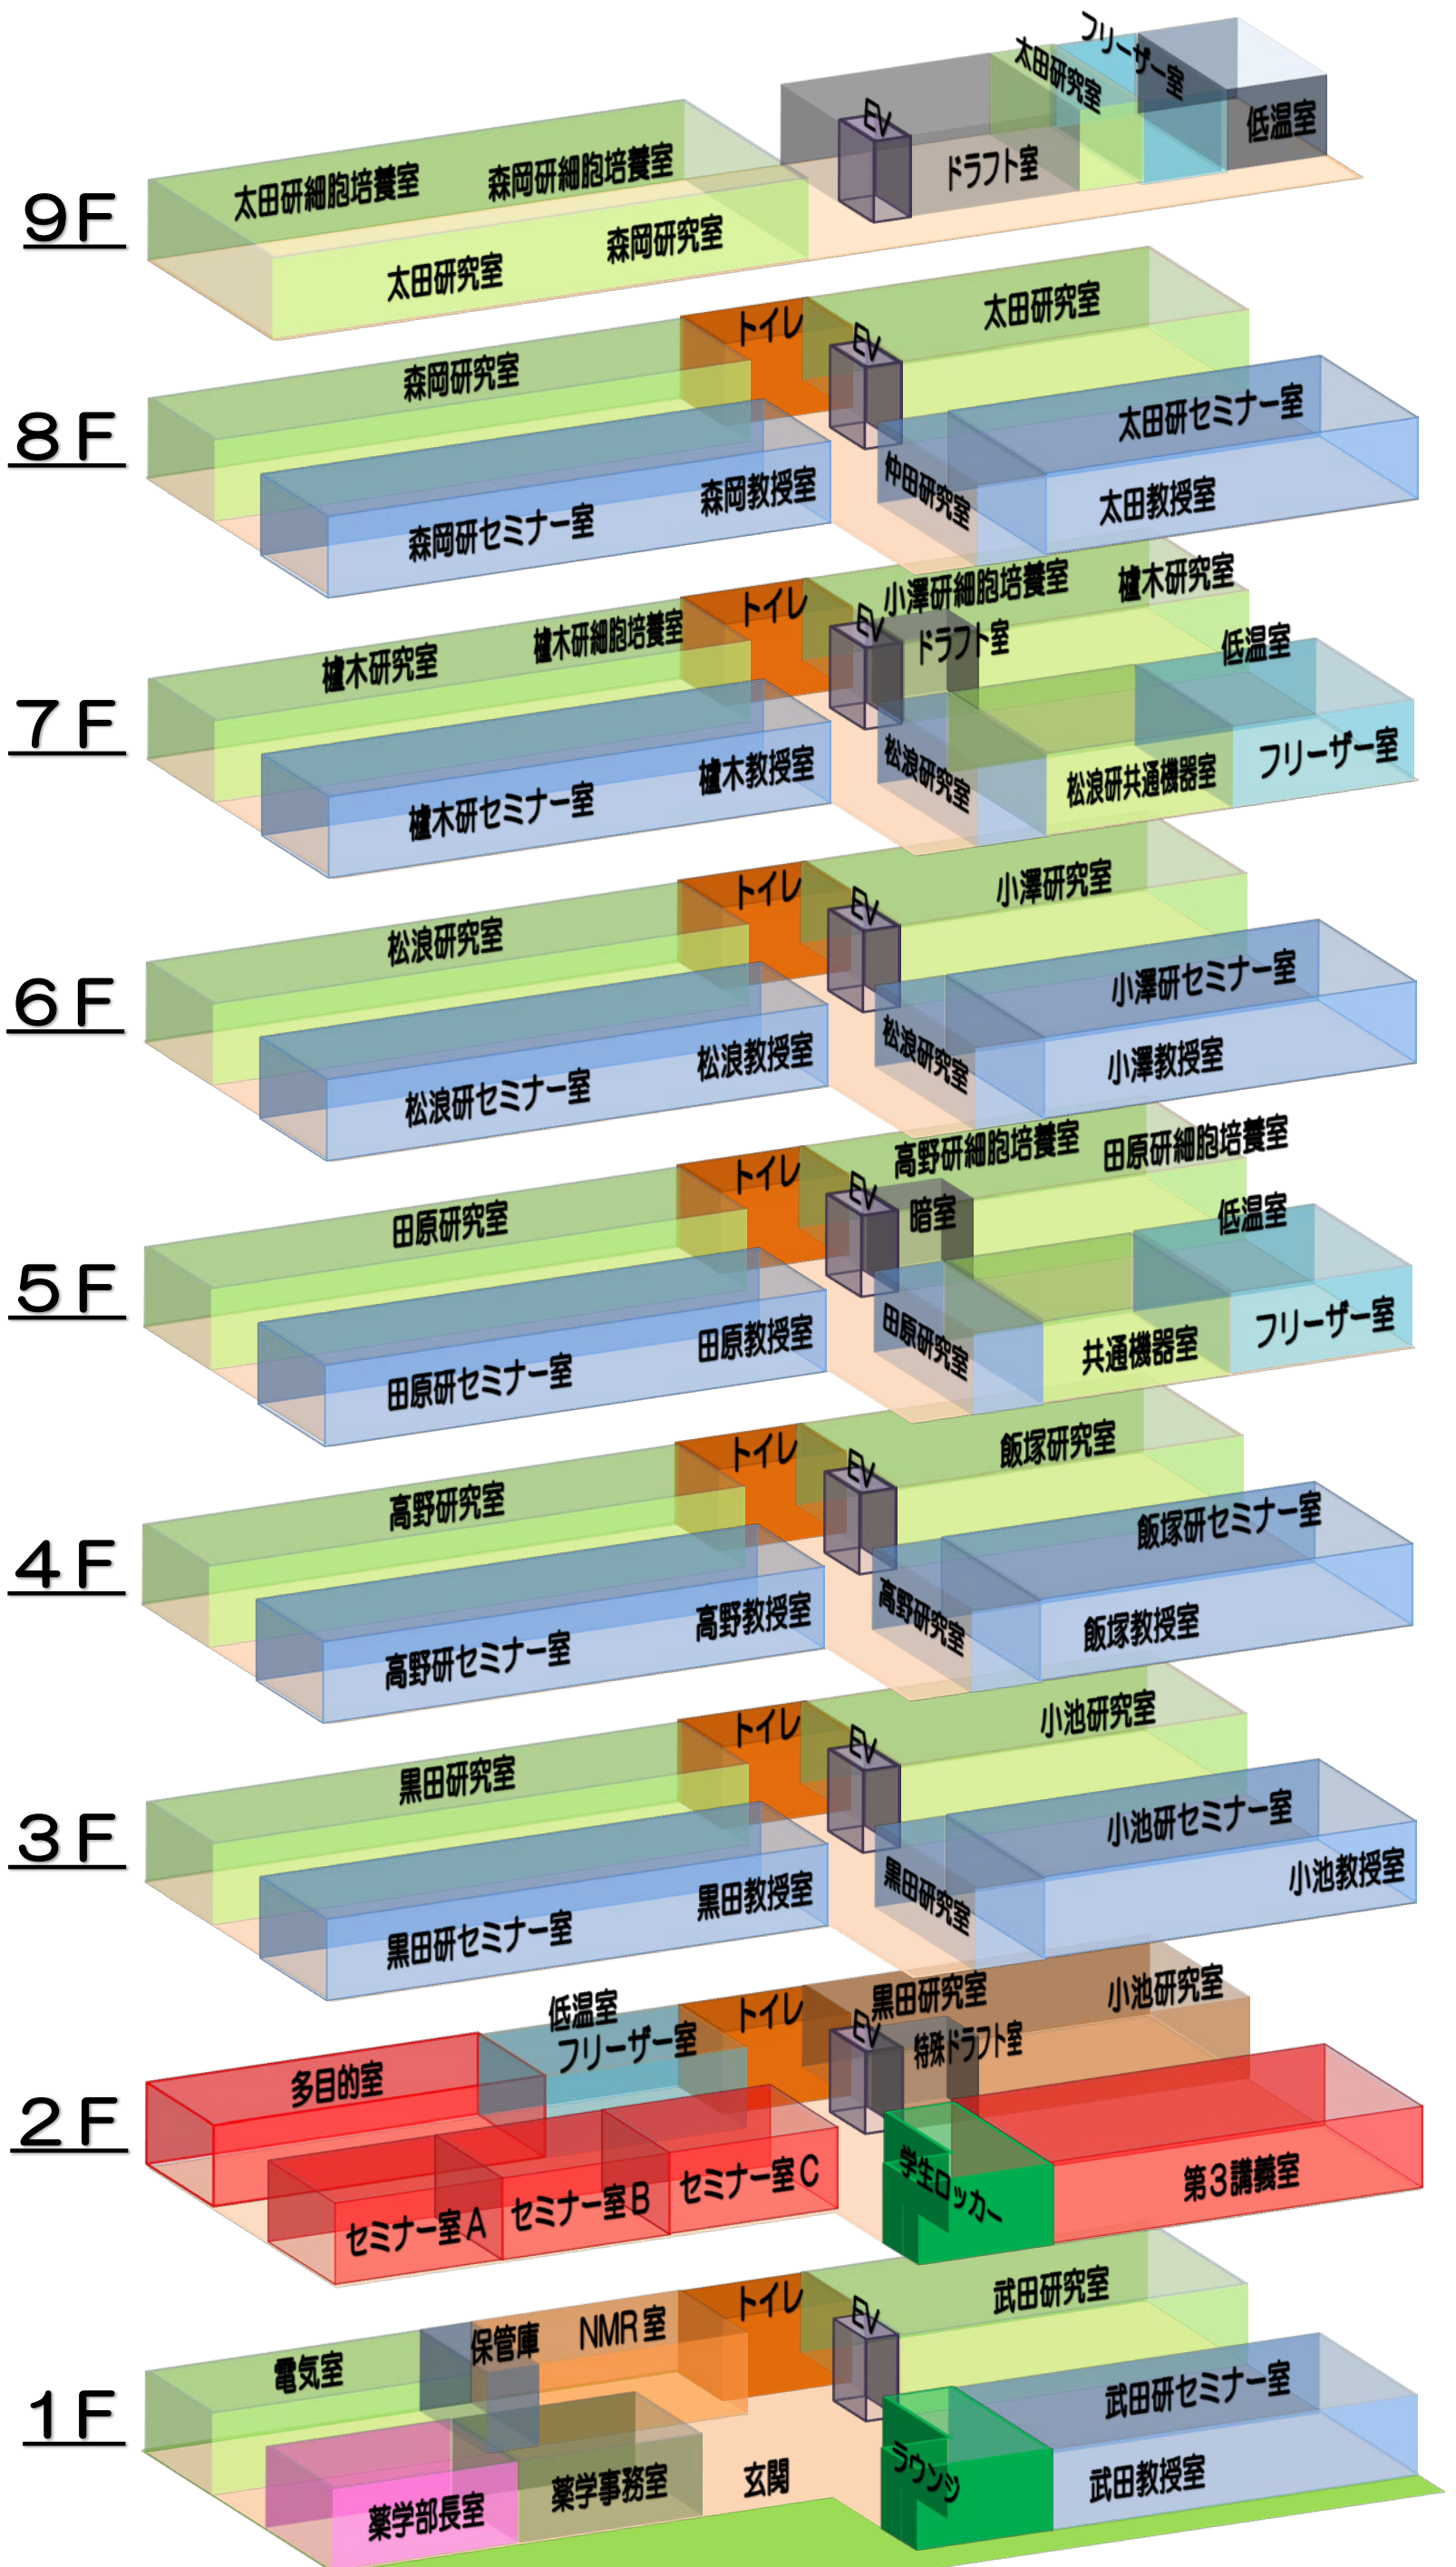 9F
太田研細胞培養室
森岡研細胞培養室
太田研究室
森岡研究室
EV
ドラフト室
太田研究室
フリーザー室
低温室
8F
森岡研究室
トイレ
EV
太田研究室
森岡研セミナー室
森岡教授室
仲田研究室
太田研セミナー室
太田教授室
7F
櫨木研究室
櫨木研細胞培養室
トイレ
EV
小澤研細胞培養室
櫨木研究室
ドラフト室
低温室
櫨木研セミナー室
櫨木教授室
松浪研究室
松浪研共通機器室
フリーザー室
6F
松浪研究室
トイレ
EV
小澤研究室
松浪研セミナー室
松浪教授室
松浪研究室
小澤研セミナー室
小澤教授室
5F
田原研究室
トイレ
EV
高野研細胞培養室
田原研細胞培養室
暗室
低温室
田原研セミナー室
田原教授室
田原研究室
共通機器室
フリーザー室
4F
高野研究室
トイレ
EV
飯塚研究室
高野研セミナー室
高野教授室
高野研究室
飯塚研セミナー室
飯塚教授室
3F
黒田研究室
トイレ
EV
小池研究室
黒田研セミナー室
黒田教授室
黒田研究室
小池研セミナー室
小池教授室
2F
多目的室
低温室
フリーザー室
トイレ
EV
黒田研究室
小池研究室
特殊ドラフト室
セミナー室A
セミナー室B
セミナー室C
学生ロッカー
第3講義室
1F
電気室
保管庫
NMR室
トイレ
EV
武田研究室
薬学部長室
薬学事務室
玄関
ラウンジ
武田研セミナー室
武田教授室